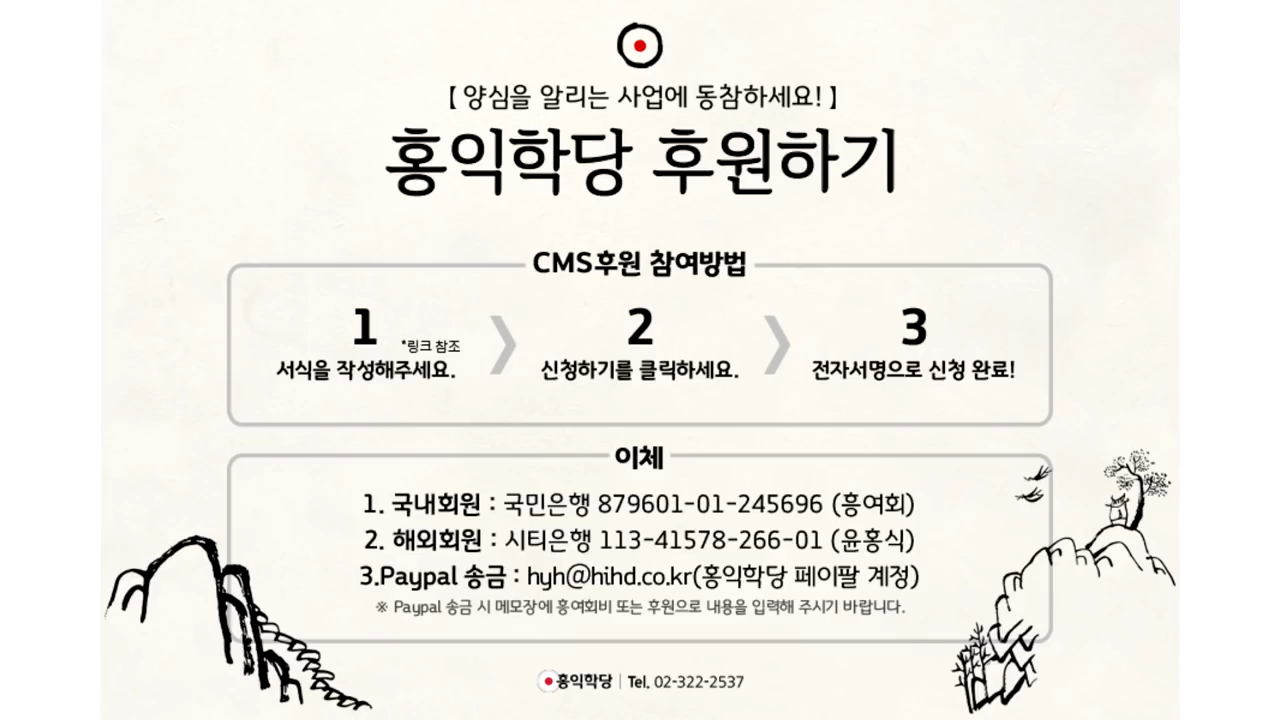 【 양심을 알리는 사업에 동참하세요! 】
홍익학당 후원하기
CMS후원 참여방법
1
*링크 참조
서식을 작성해주세요.
2
신청하기를 클릭하세요.
3
전자서명으로 신청 완료!
이체
1. 국내회원 : 국민은행 879601-01-245696 (흥여회)
2. 해외회원 : 시티은행 113-41578-266-01 (윤홍식)
3.Paypal 송금 : hyh@hihd.co.kr(홍익학당 페이팔 계정)
※ Paypal 송금 시 메모장에 흥여회비 또는 후원으로 내용을 입력해 주시기 바랍니다.
홍익학당 | Tel. 02-322-2537